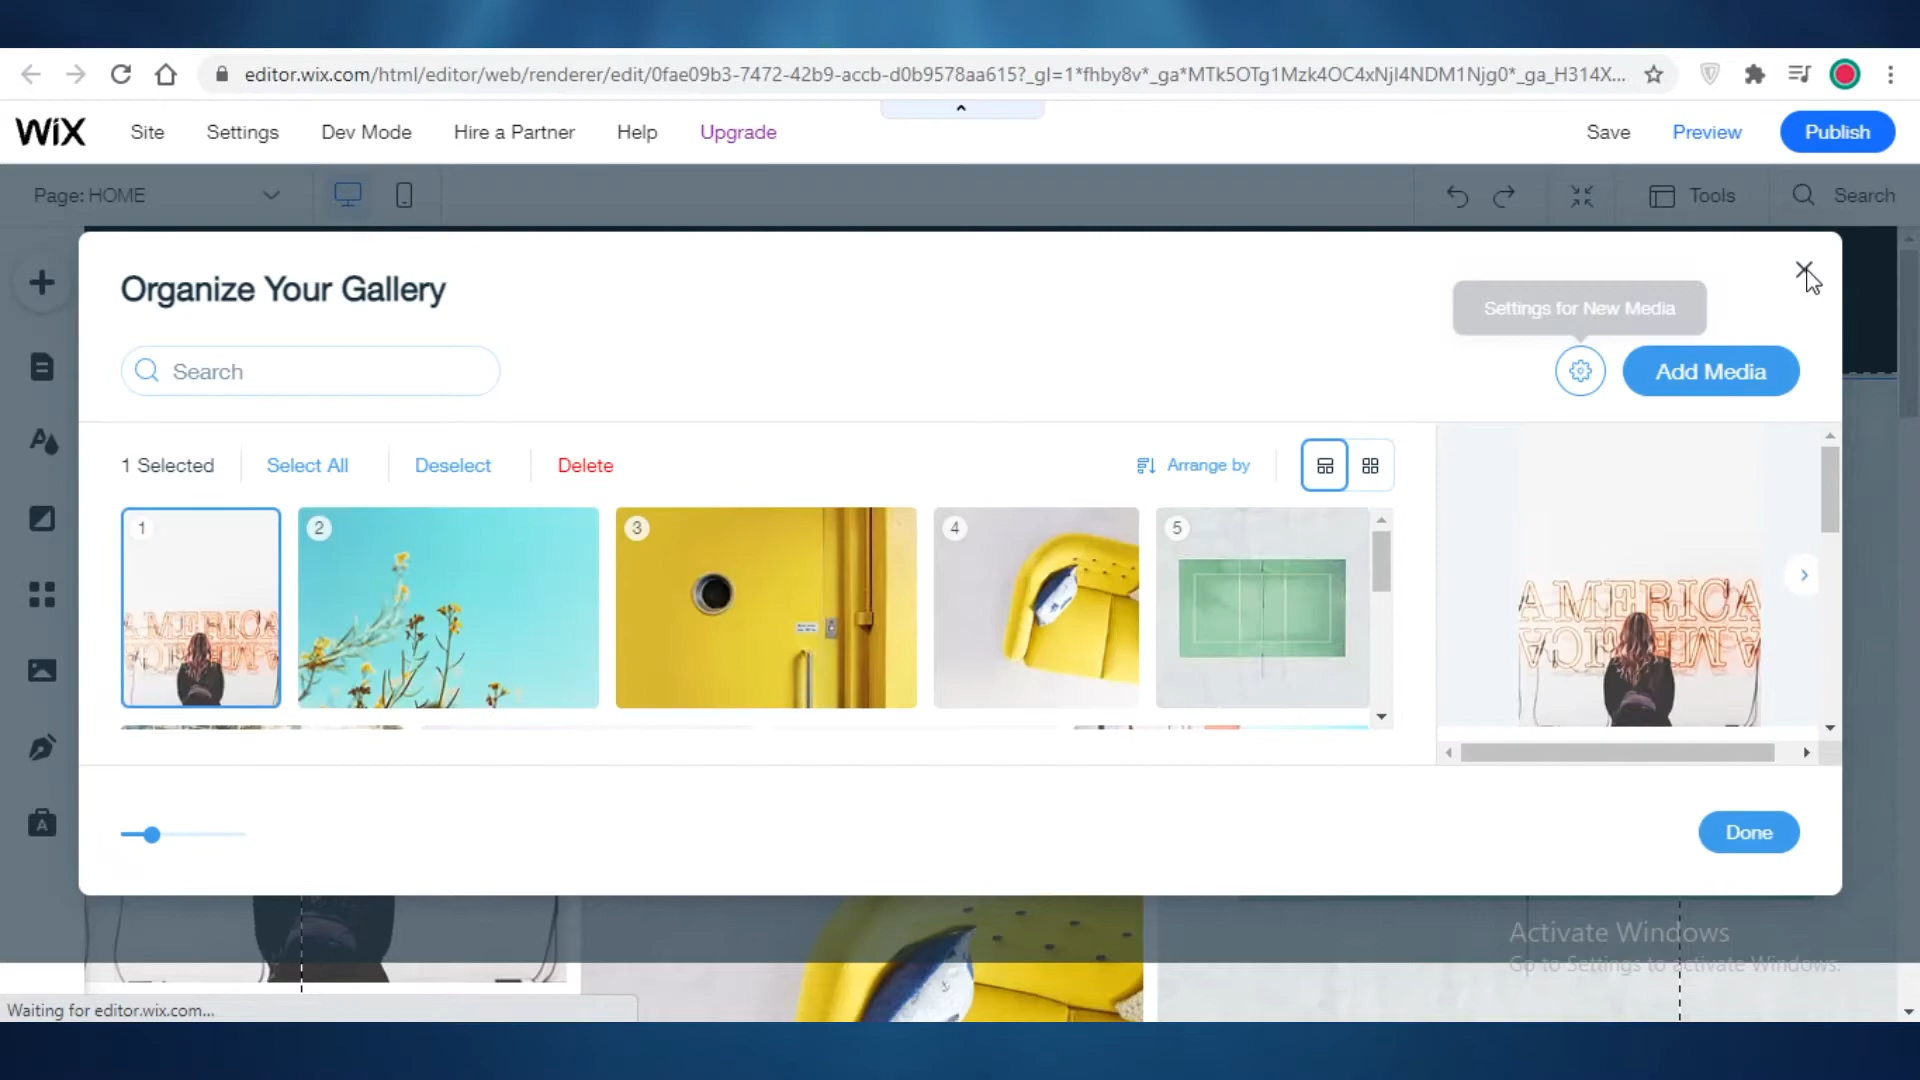 editor.wix.com/html/editor/web/renderer/edit/0fae09b3-7472-42b9-accb-d0b9578aa615?_gl=1*fhby8v*_ga*MTk5OTg1Mzk4OC4xNjI4NDM1Njg0*_ga_H314X...
WiX Site Settings Dev Mode Hire a Partner Help Upgrade Save Preview Publish
Page: HOME Tools Search
Organize Your Gallery
Settings for New Media
Search Add Media
1 Selected Select All Deselect Delete Arrange by
1 2 3 4 5
AMERICA
AMERICA
Done
Activate Windows
Go to Settings to activate Windows.
Waiting for editor.wix.com...